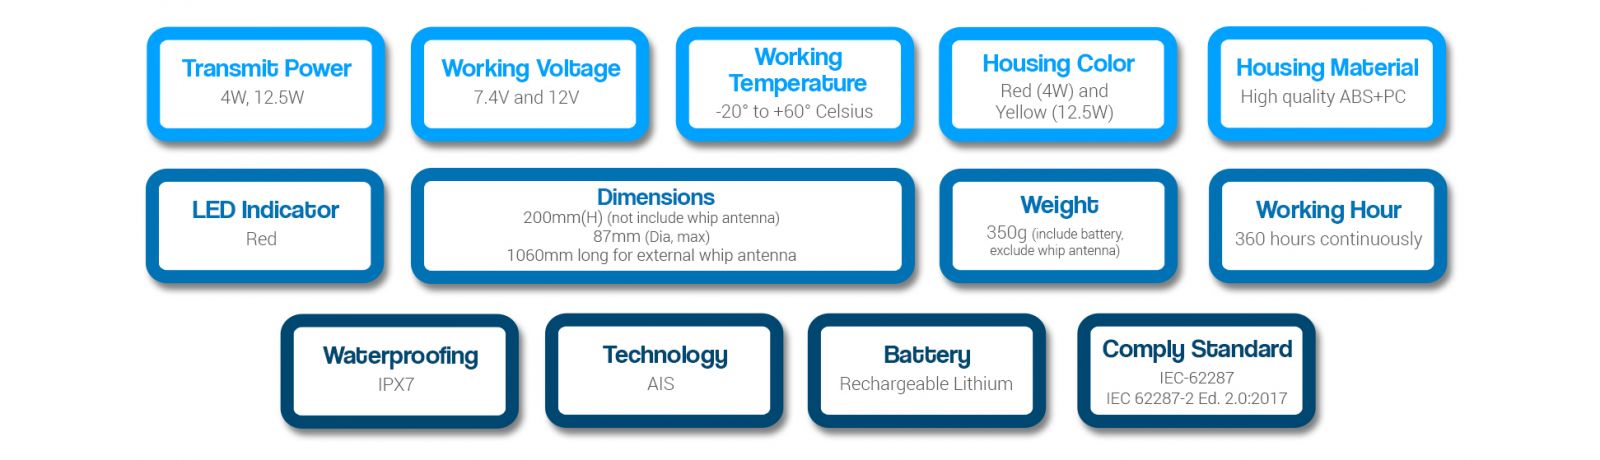 Transmit Power
4W, 12.5W
Working Voltage
7.4V and 12V
Working
Temperature
-20° to +60° Celsius
Housing Color
Red (4W) and
Yellow (12.5W)
Housing Material
High quality ABS+PC
LED Indicator
Red
Dimensions
200mm(H) (not include whip antenna)
87mm (Dia, max)
1060mm long for external whip antenna
Weight
350g (include battery,
exclude whip antenna)
Working Hour
360 hours continuously
Waterproofing
IPX7
Technology
AIS
Battery
Rechargeable Lithium
Comply Standard
IEC-62287
IEC 62287-2 Ed. 2.0:2017